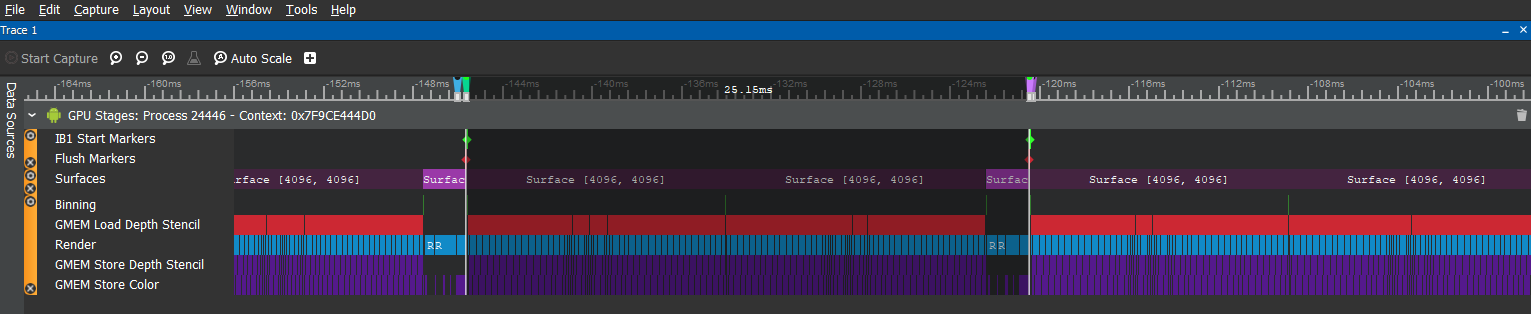 File Edit Capture Layout View Window Tools Help
Trace 1
Start Capture 1.0 A Auto Scale
-164ms -160ms -156ms -152ms -148ms -144ms -140ms -136ms -132ms -128ms -124ms -120ms -116ms -112ms -108ms -104ms -100ms
25.15ms
Data Sources
GPU Stages: Process 24446 - Context: 0x7F9CE444D0
IB1 Start Markers
Flush Markers
Surfaces urface [4096, 4096] Surfac Surface [4096, 4096] Surface [4096, 4096] Surfac Surface [4096, 4096] Surface [4096, 4096]
Binning
GMEM Load Depth Stencil
Render RR RR
GMEM Store Depth Stencil
GMEM Store Color